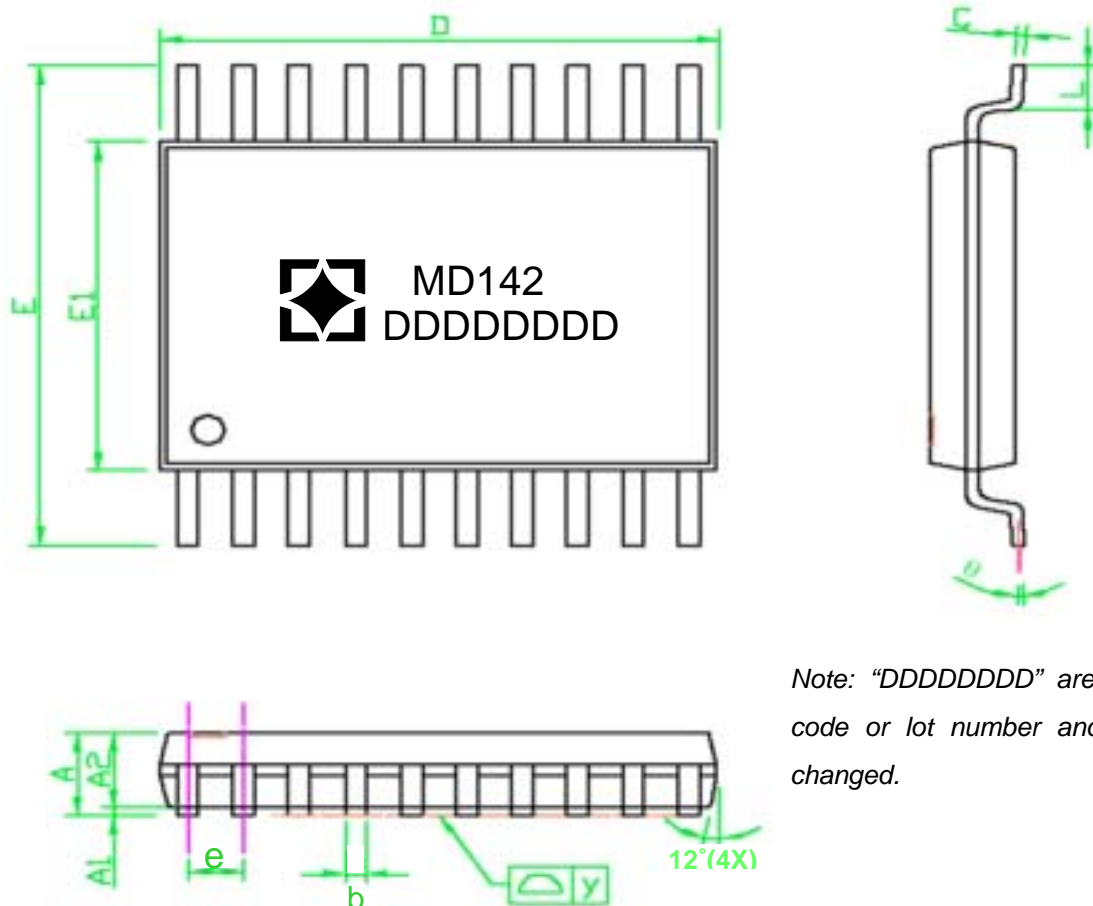 D
C
L
E
E1
MD142
DDDDDDDD
θ
Note: “DDDDDDDD” are
code or lot number and
changed.
A
A2
A1
e
b
y
12°(4X)